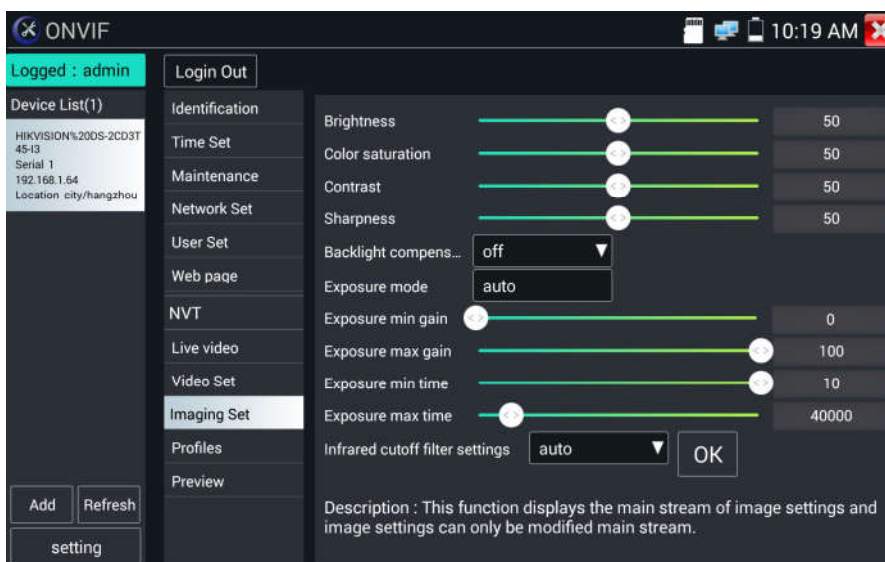 ONVIF
10:19 AM
Logged : admin
Login Out
Device List(1)
HIKVISION%20DS-2CD3T
45-I3
Serial 1
192.168.1.64
Location city/hangzhou
Add
Refresh
setting
Identification
Time Set
Maintenance
Network Set
User Set
Web page
NVT
Live video
Video Set
Imaging Set
Profiles
Preview
Brightness 50
Color saturation 50
Contrast 50
Sharpness 50
Backlight compens... off
Exposure mode auto
Exposure min gain 0
Exposure max gain 100
Exposure min time 10
Exposure max time 40000
Infrared cutoff filter settings auto OK
Description : This function displays the main stream of image settings and
image settings can only be modified main stream.